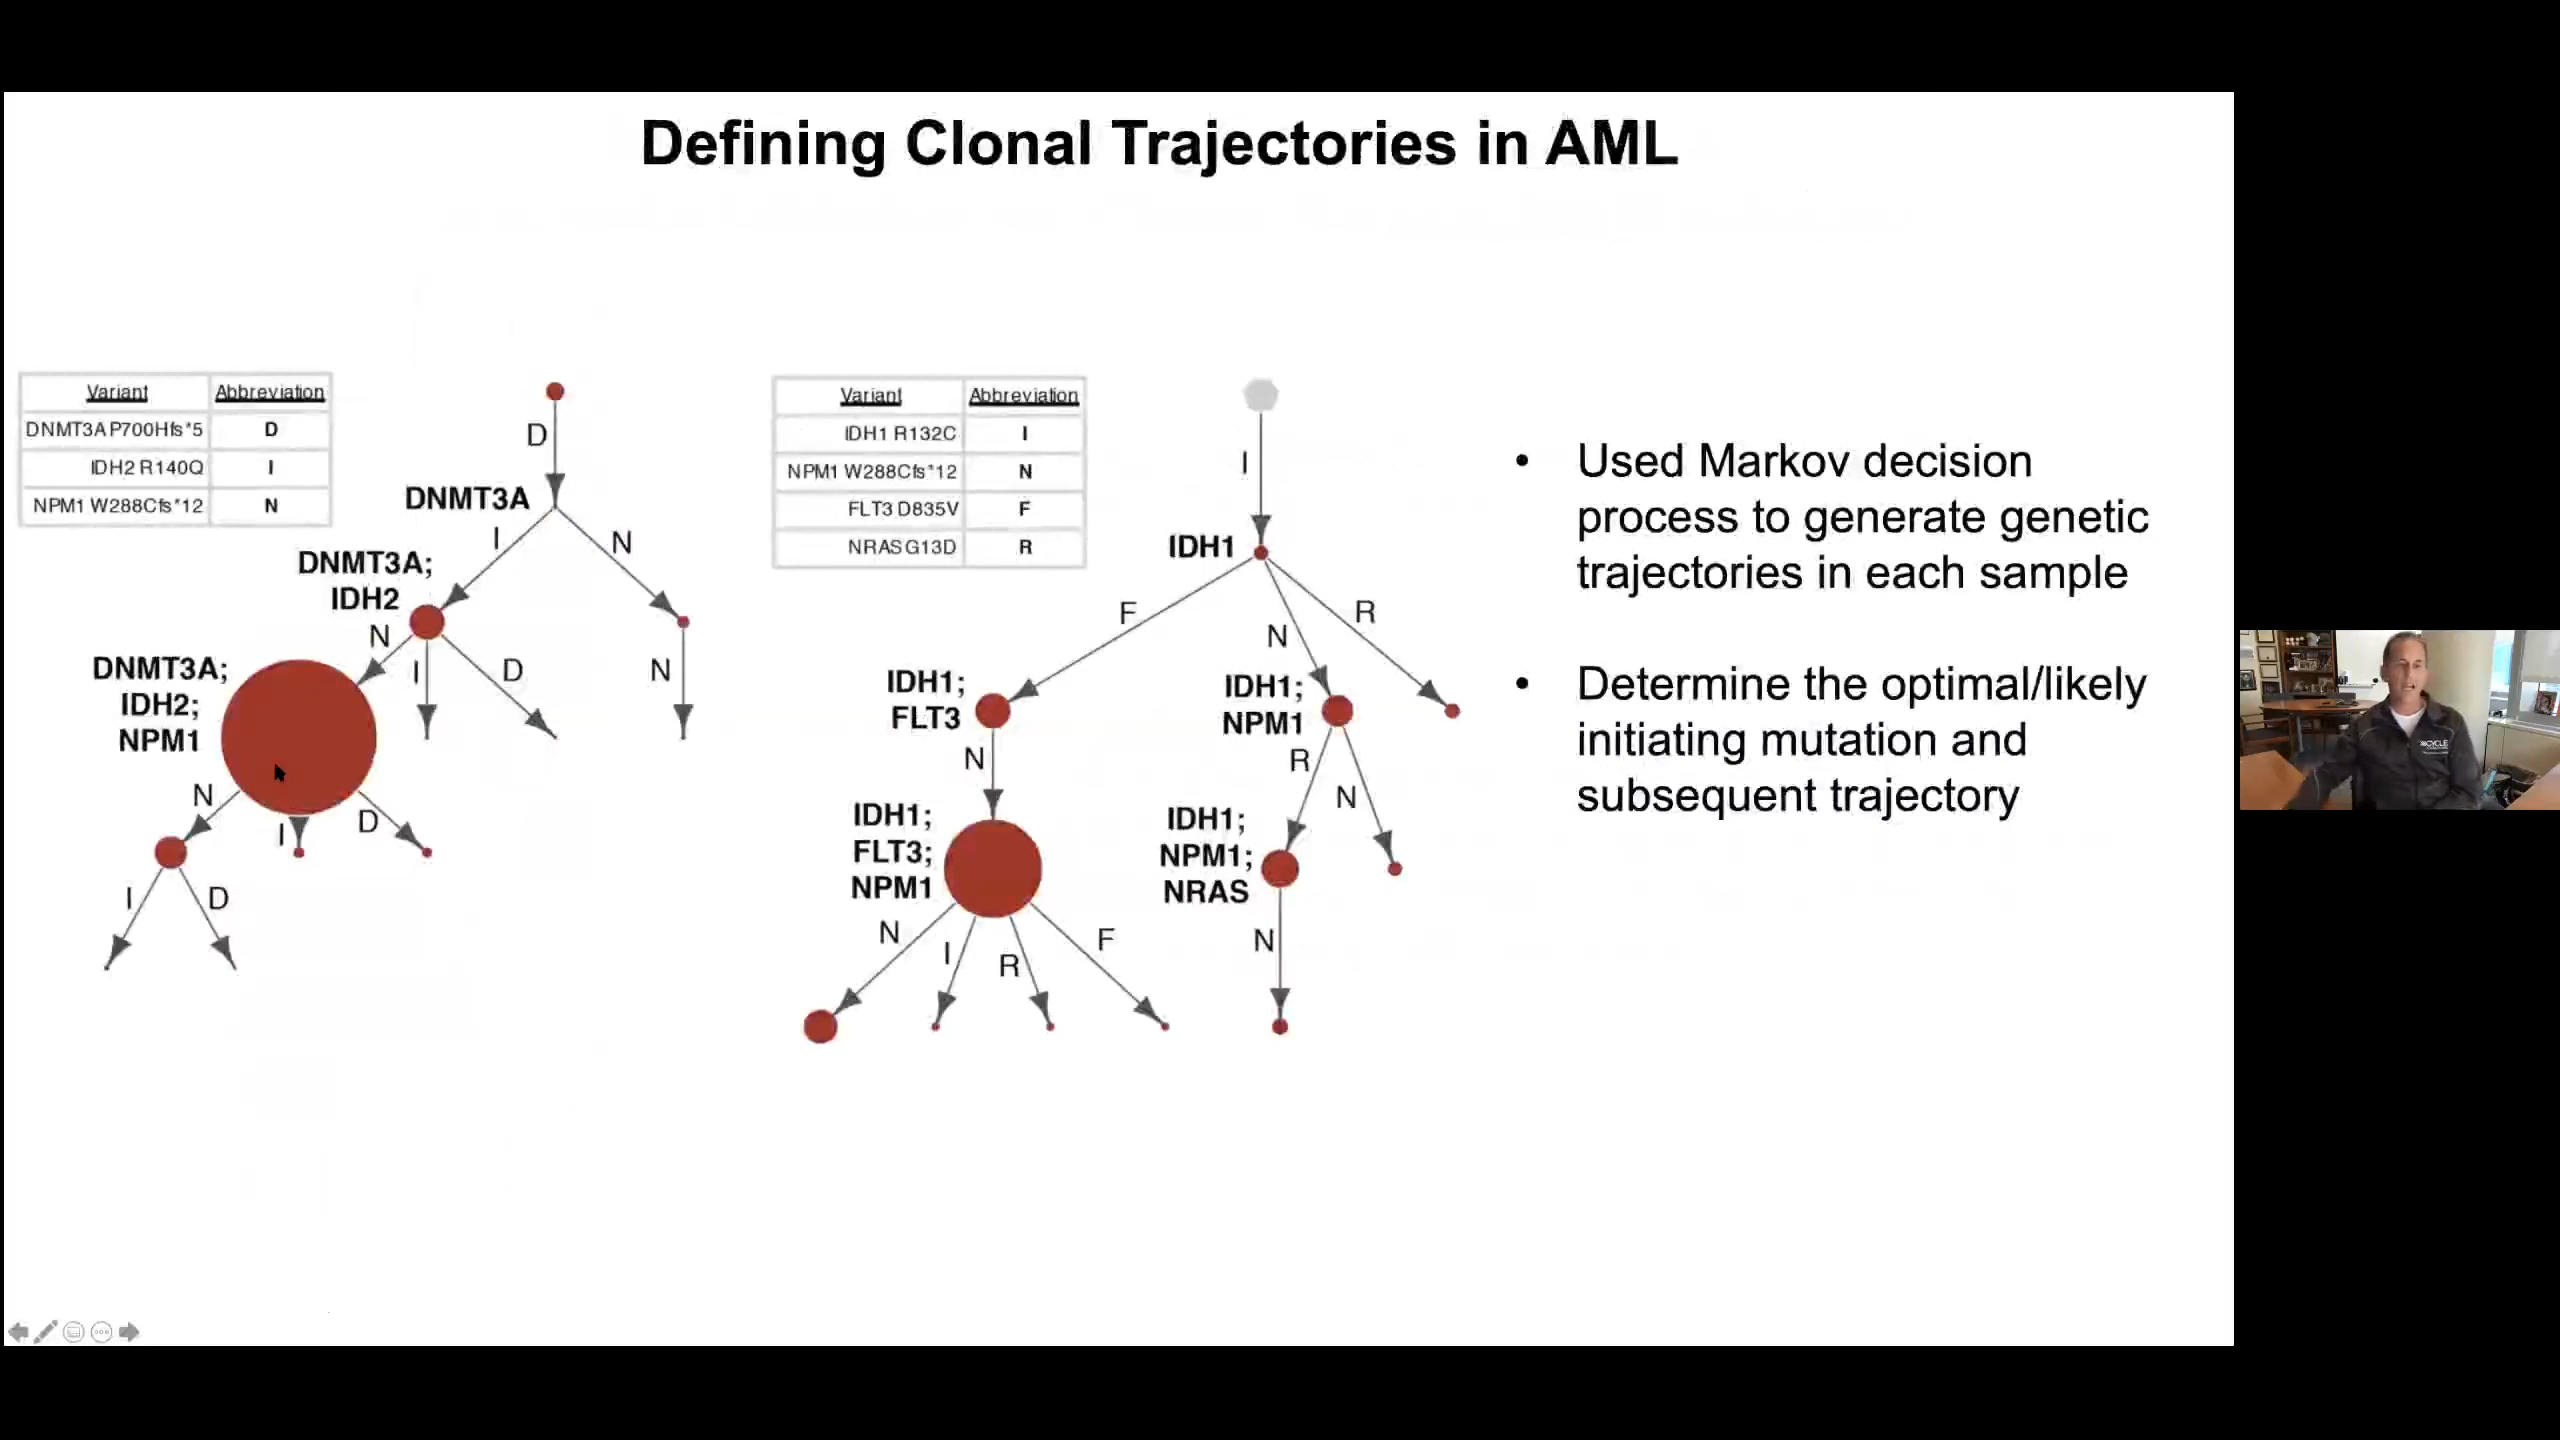 Defining Clonal Trajectories in AML
Variant Abbreviation
DNMT3A P700Hfs*5 D
IDH2 R140Q I
NPM1 W288Cfs*12 N
D
DNMT3A
I N
DNMT3A;
IDH2
N I D N
DNMT3A;
IDH2;
NPM1
N I D
I D
Variant Abbreviation
IDH1 R132C I
NPM1 W288Cfs*12 N
FLT3 D835V F
NRAS G13D R
I
IDH1
F N R
IDH1;
FLT3
IDH1;
NPM1
N R N
IDH1;
FLT3;
NPM1
IDH1;
NPM1;
NRAS
N I R F N
• Used Markov decision
process to generate genetic
trajectories in each sample
• Determine the optimal/likely
initiating mutation and
subsequent trajectory
CYCLE